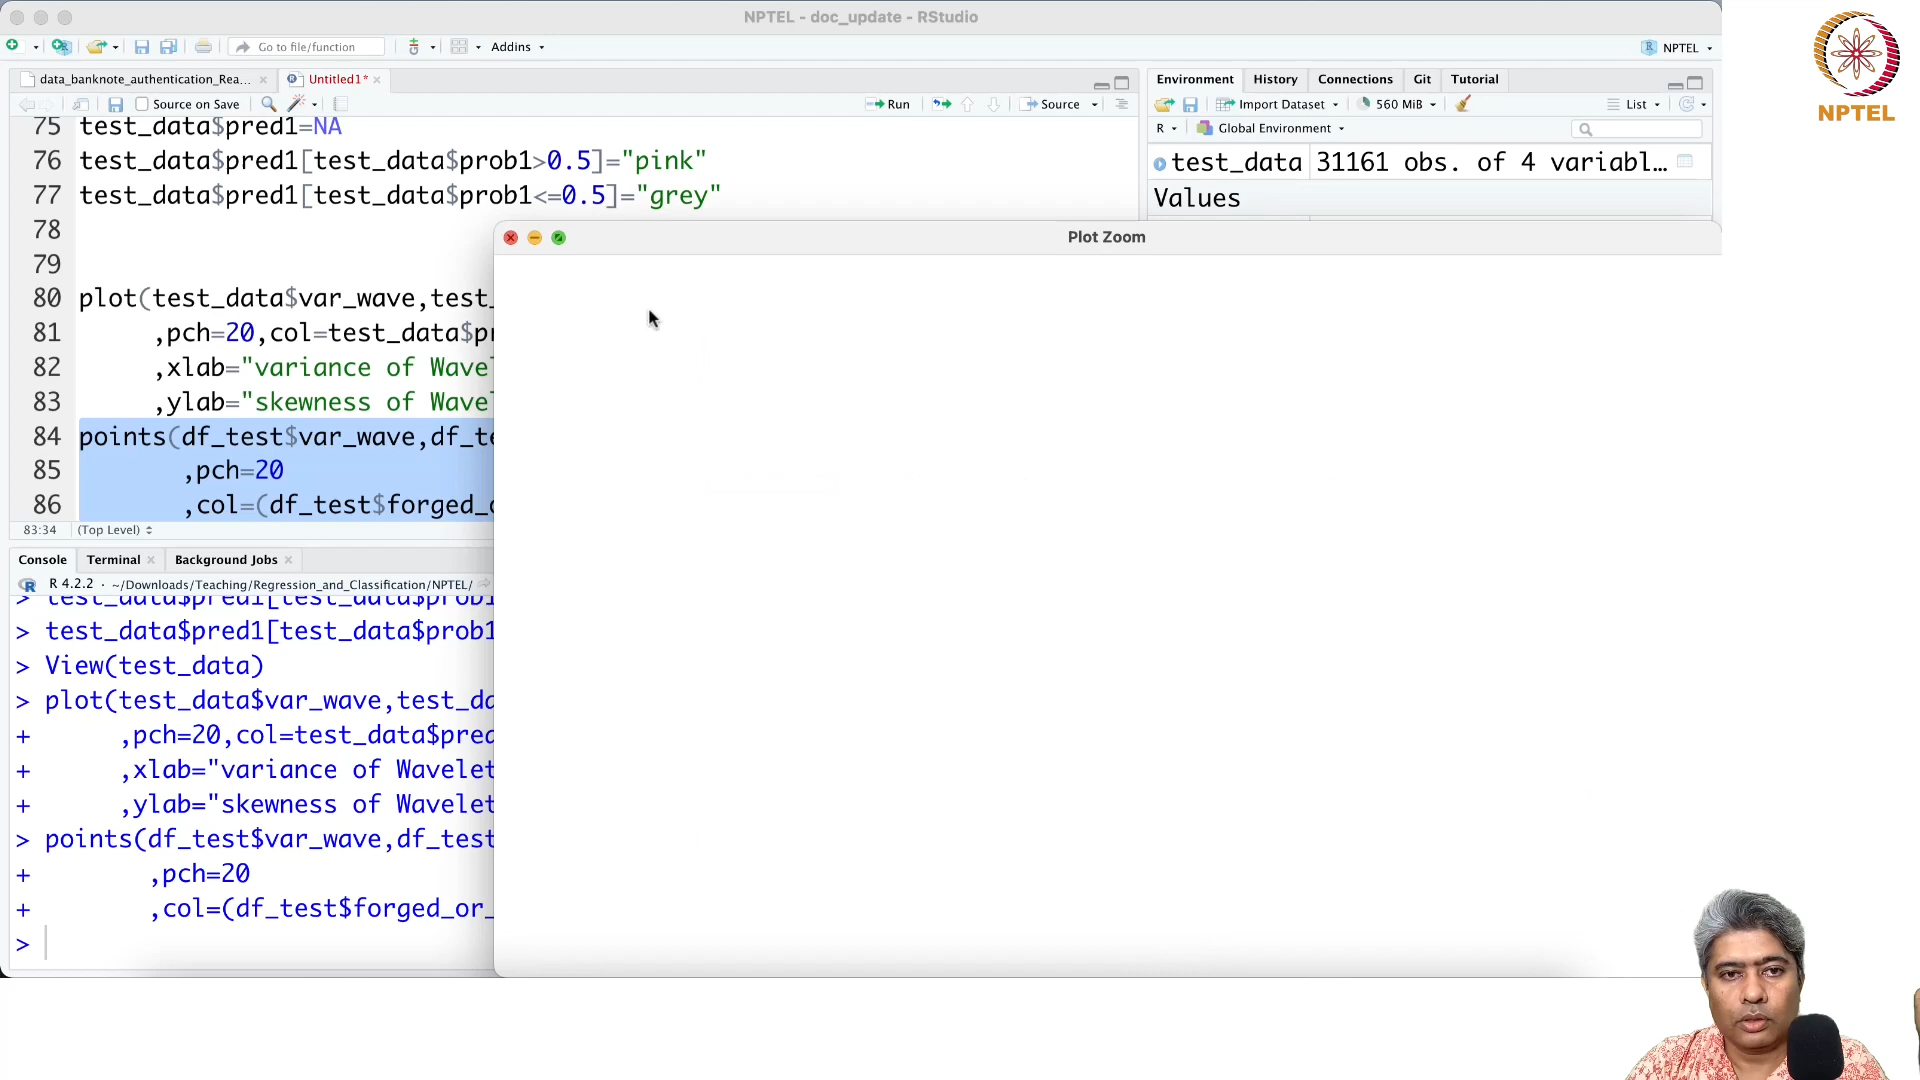 NPTEL - doc_update - RStudio
NPTEL
Go to file/function
Addins
NPTEL
data_banknote_authentication_Rea...
Untitled1*
Source on Save
Run
Source
75 test_data$pred1=NA
76 test_data$pred1[test_data$prob1>0.5]="pink"
77 test_data$pred1[test_data$prob1<=0.5]="grey"
78
79
80 plot(test_data$var_wave,test_
81 ,pch=20,col=test_data$pr
82 ,xlab="variance of Wavel
83 ,ylab="skewness of Wavel
84 points(df_test$var_wave,df_te
85 ,pch=20
86 ,col=(df_test$forged_o
83:34 (Top Level)
Environment History Connections Git Tutorial
Import Dataset 560 MiB List
R Global Environment
test_data 31161 obs. of 4 variabl...
Values
Plot Zoom
Console Terminal Background Jobs
R 4.2.2 · ~/Downloads/Teaching/Regression_and_Classification/NPTEL/
> test_data$pred1[test_data$prob1
> test_data$pred1[test_data$prob1
> View(test_data)
> plot(test_data$var_wave,test_da
+ ,pch=20,col=test_data$pred
+ ,xlab="variance of Wavelet
+ ,ylab="skewness of Wavelet
> points(df_test$var_wave,df_test
+ ,pch=20
+ ,col=(df_test$forged_or_
>